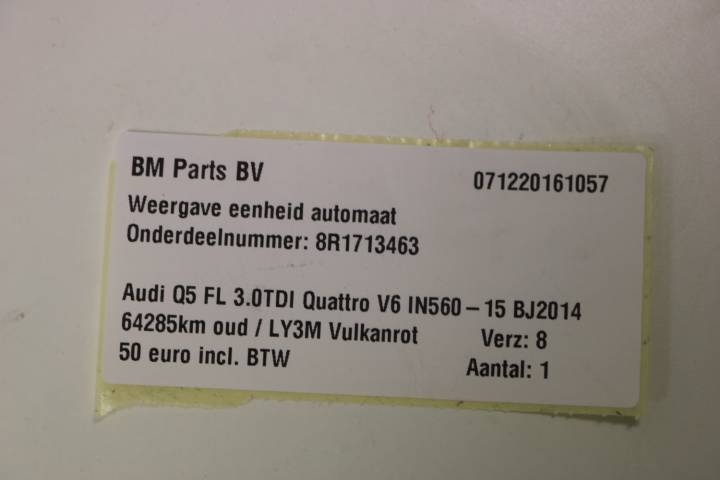 BM Parts BV 071220161057
Weergave eenheid automaat
Onderdeelnummer: 8R1713463
Audi Q5 FL 3.0TDI Quattro V6 IN560 – 15 BJ2014
64285km oud / LY3M Vulkanrot Verz: 8
50 euro incl. BTW Aantal: 1